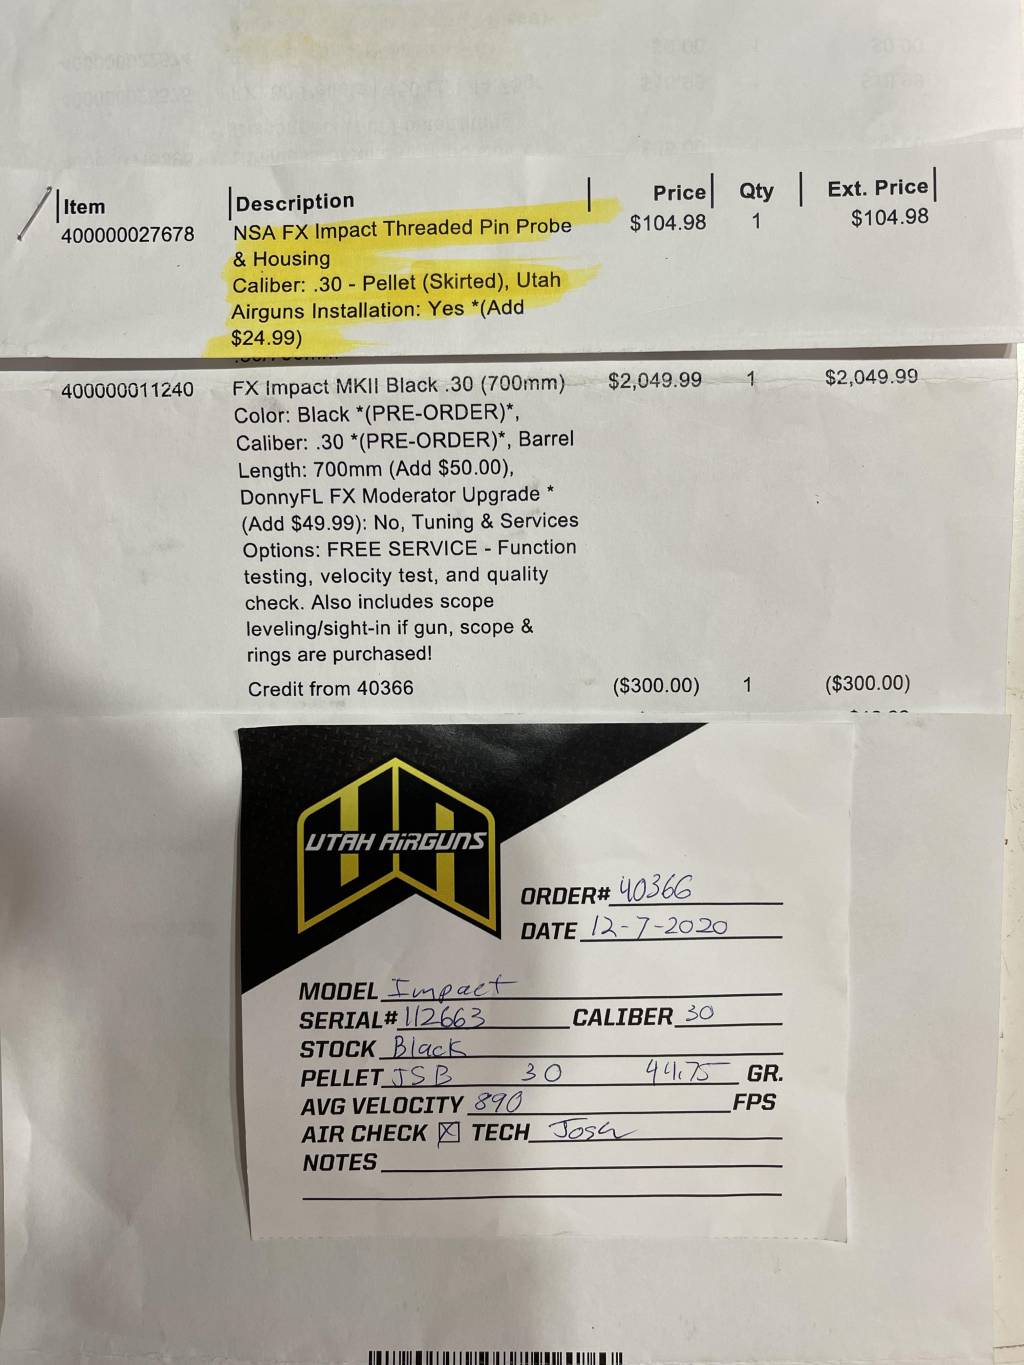 Item Description Price Qty Ext. Price
400000027678 NSA FX Impact Threaded Pin Probe $104.98 1 $104.98
& Housing
Caliber: .30 - Pellet (Skirted), Utah
Airguns Installation: Yes *(Add
$24.99)
400000011240 FX Impact MKII Black .30 (700mm) $2,049.99 1 $2,049.99
Color: Black *(PRE-ORDER)*,
Caliber: .30 *(PRE-ORDER)*, Barrel
Length: 700mm (Add $50.00),
DonnyFL FX Moderator Upgrade *
(Add $49.99): No, Tuning & Services
Options: FREE SERVICE - Function
testing, velocity test, and quality
check. Also includes scope
leveling/sight-in if gun, scope &
rings are purchased!
Credit from 40366 ($300.00) 1 ($300.00)
UTAH AIRGUNS
ORDER# 40366
DATE 12-7-2020
MODEL Impact
SERIAL# 112663 CALIBER 30
STOCK Black
PELLET JSB 30 44.75 GR.
AVG VELOCITY 890 FPS
AIR CHECK X TECH Josh
NOTES